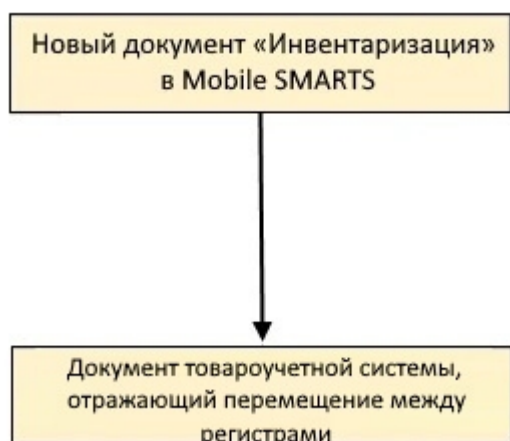 Новый документ «Инвентаризация»
в Mobile SMARTS
Документ товароучетной системы,
отражающий перемещение между
регистрами